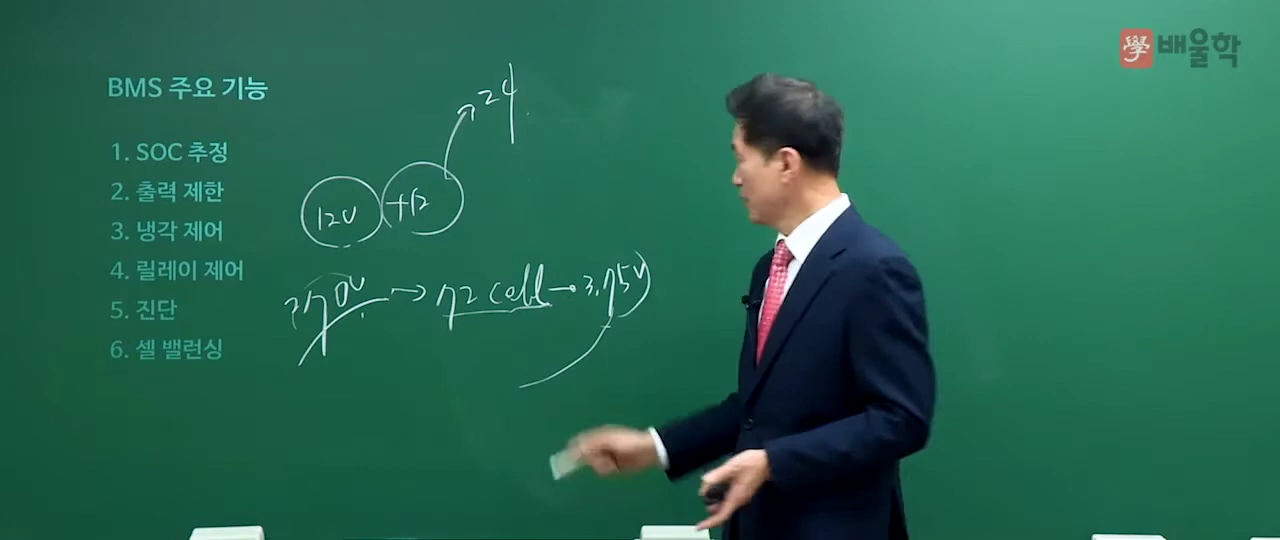 學 배울학
BMS 주요 기능
1. SOC 추정
2. 출력 제한
3. 냉각 제어
4. 릴레이 제어
5. 진단
6. 셀 밸런싱
24
12V +12
270V → 72 cell → 3.75V